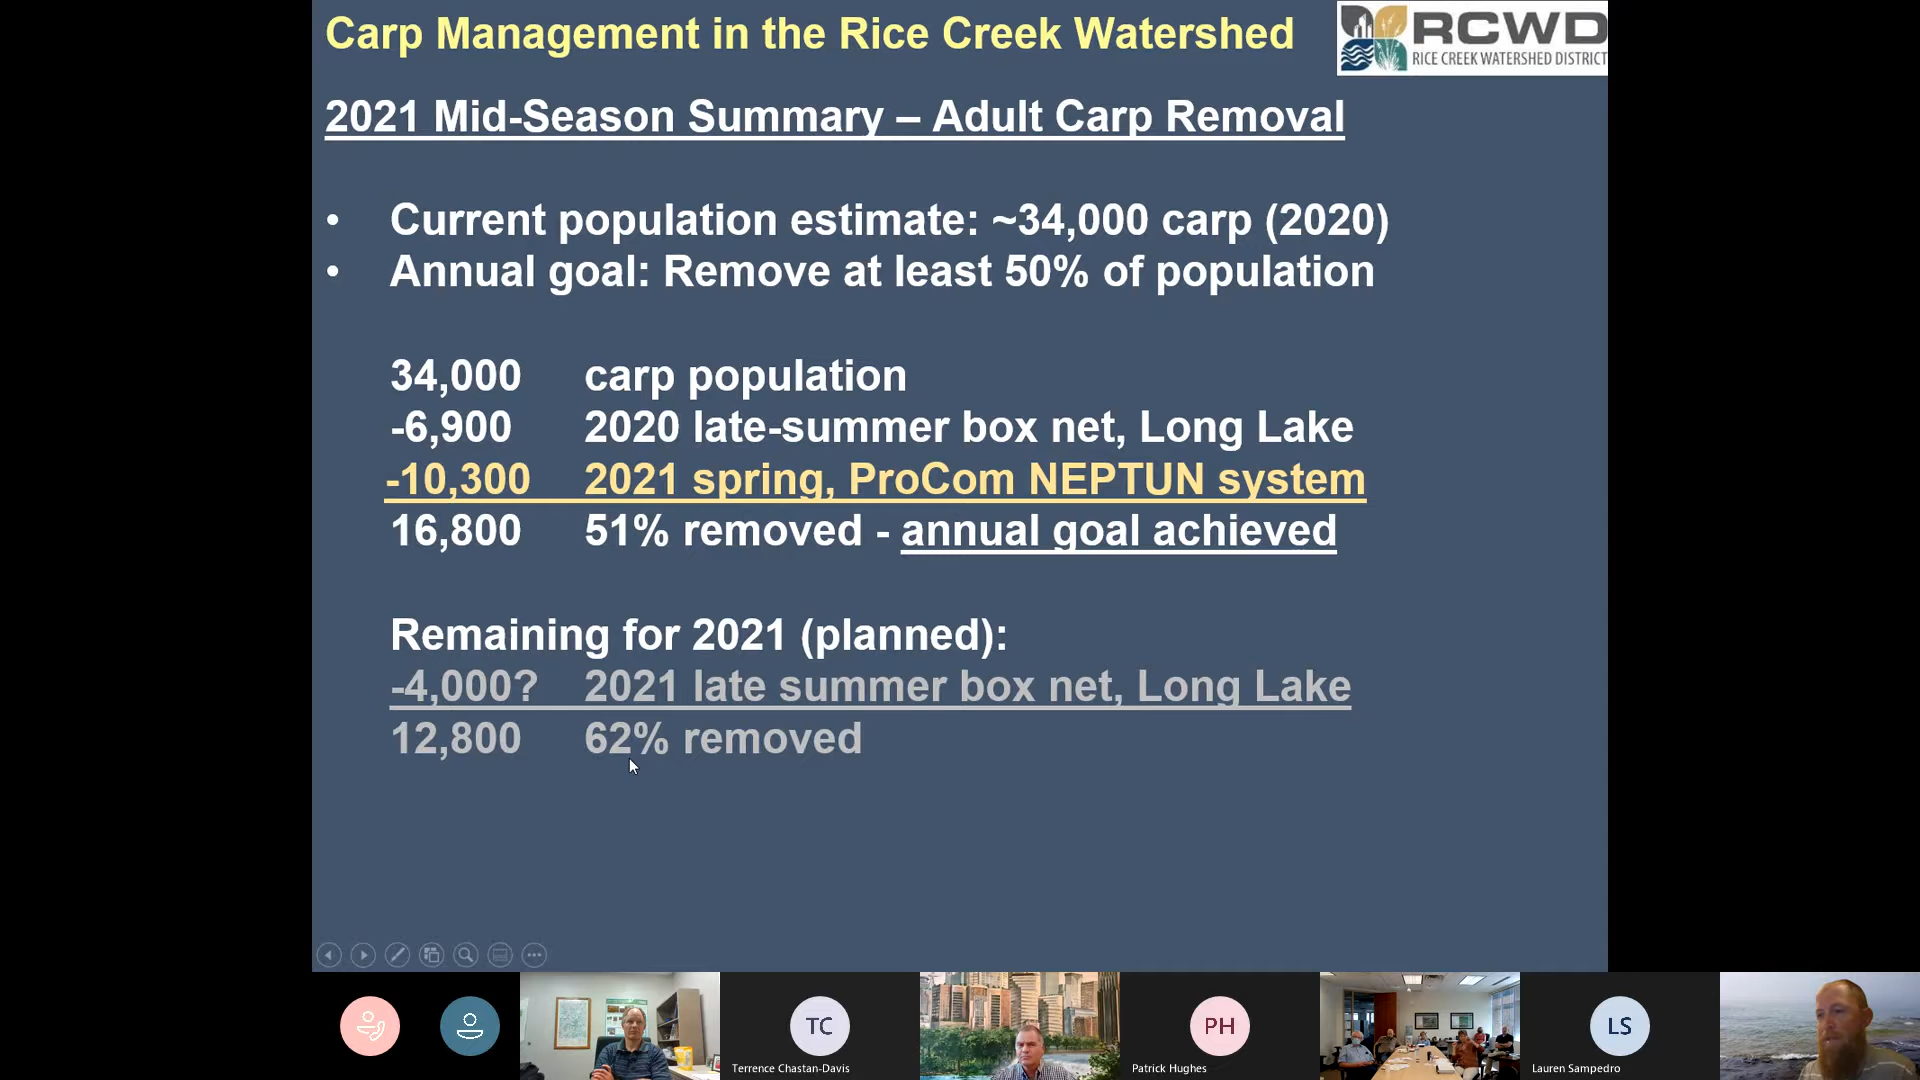 Carp Management in the Rice Creek Watershed
RCWD
RICE CREEK WATERSHED DISTRICT
2021 Mid-Season Summary – Adult Carp Removal
• Current population estimate: ~34,000 carp (2020)
• Annual goal: Remove at least 50% of population
34,000 carp population
-6,900 2020 late-summer box net, Long Lake
-10,300 2021 spring, ProCom NEPTUN system
16,800 51% removed - annual goal achieved
Remaining for 2021 (planned):
-4,000? 2021 late summer box net, Long Lake
12,800 62% removed
TC
PH
LS
Terrence Chastan-Davis
Patrick Hughes
Lauren Sampedro